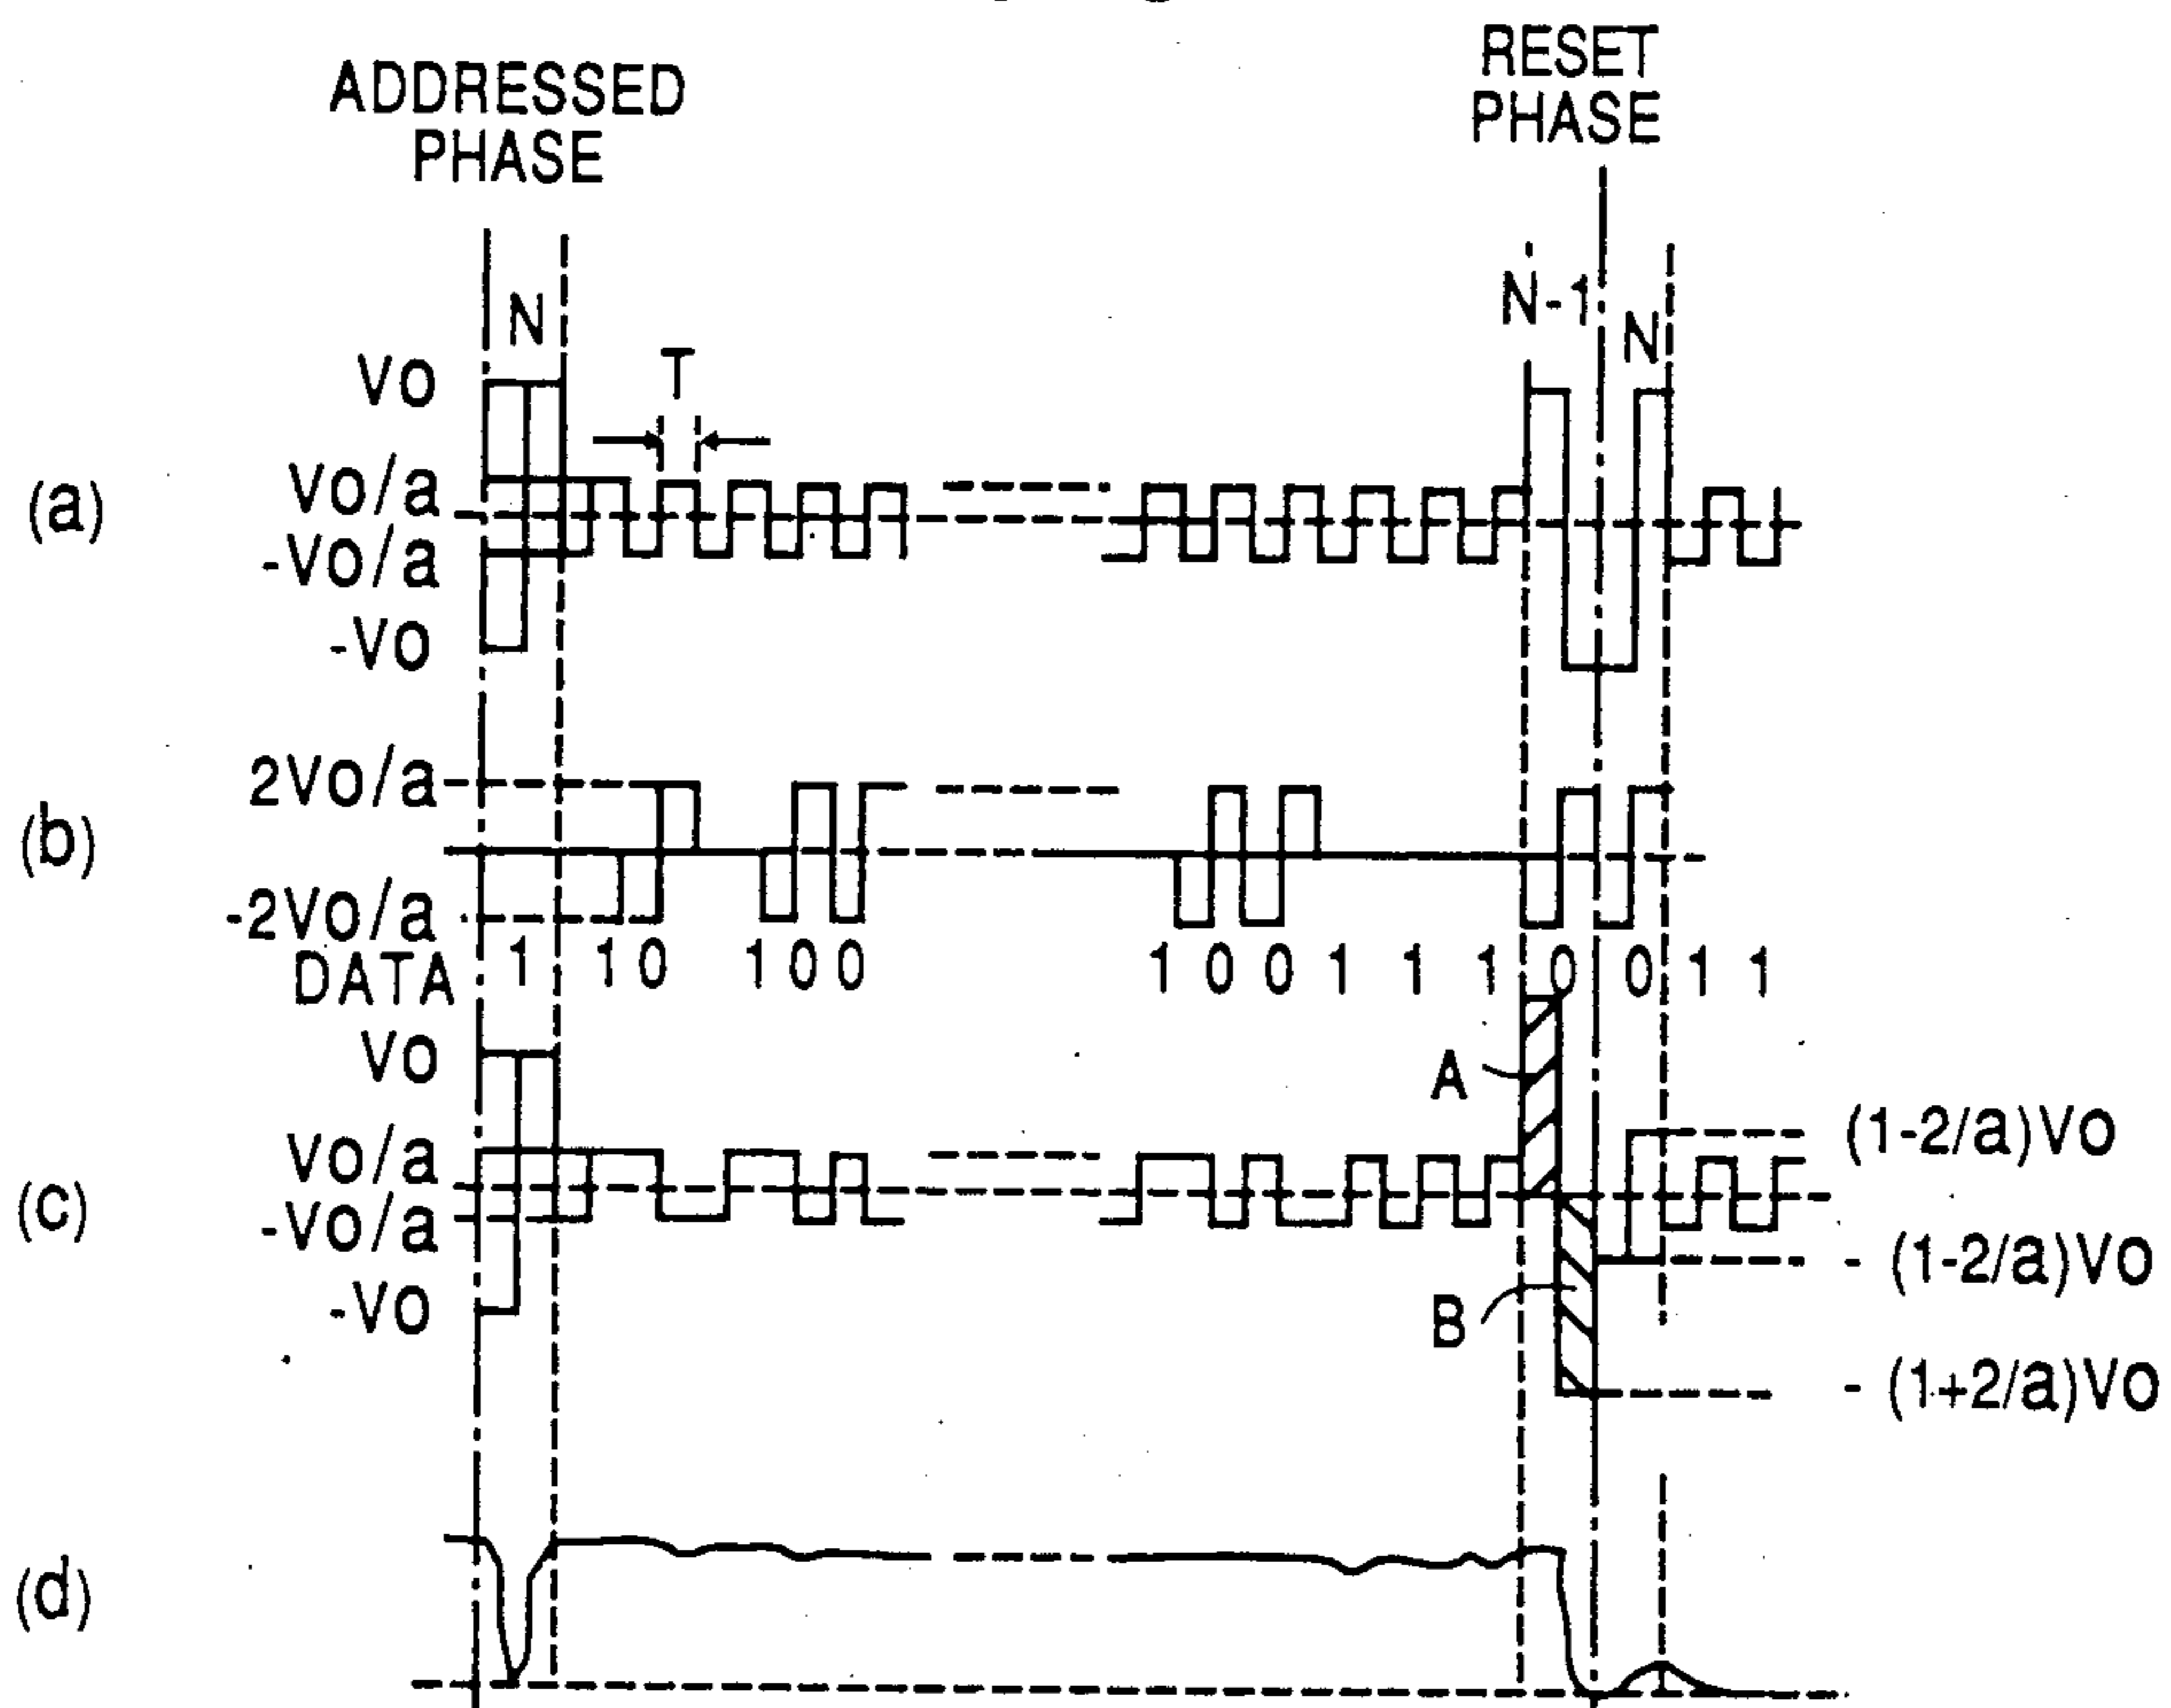 ADDRESSED
PHASE
RESET
PHASE
N
N-1
N
T
(a)
Vo
Vo/a
-Vo/a
-Vo
(b)
2Vo/a
-2Vo/a
DATA 1 1 0 1 0 0 1 0 0 1 1 1 0 0 1 1
(c)
Vo
Vo/a
-Vo/a
-Vo
A
B
(1-2/a)Vo
- (1-2/a)Vo
- (1+2/a)Vo
(d)